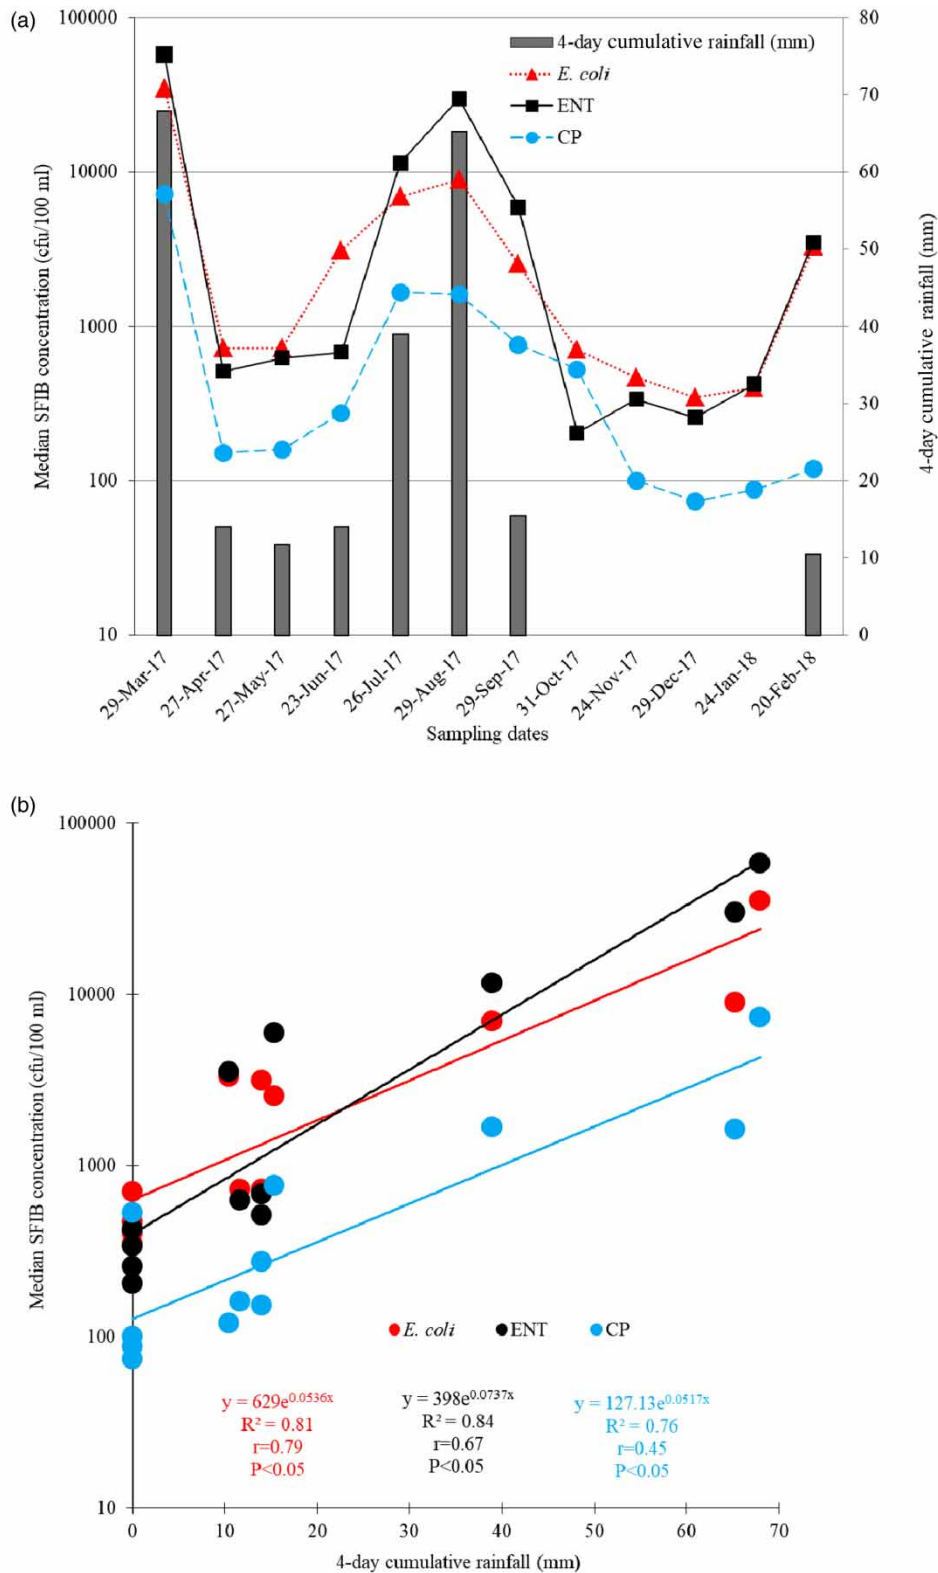 (a)
100000
10000
1000
100
10
Median SFIB concentration (cfu/100 ml)
4-day cumulative rainfall (mm)
E. coli
ENT
CP
80
70
60
50
40
30
20
10
0
4-day cumulative rainfall (mm)
29-Mar-17
27-Apr-17
27-May-17
23-Jun-17
26-Jul-17
29-Aug-17
29-Sep-17
31-Oct-17
24-Nov-17
29-Dec-17
24-Jan-18
20-Feb-18
Sampling dates
(b)
100000
10000
1000
100
10
Median SFIB concentration (cfu/100 ml)
E. coli ENT CP
y = 629e^0.0536x
R² = 0.81
r=0.79
P<0.05
y = 398e^0.0737x
R² = 0.84
r=0.67
P<0.05
y = 127.13e^0.0517x
R² = 0.76
r=0.45
P<0.05
0 10 20 30 40 50 60 70
4-day cumulative rainfall (mm)